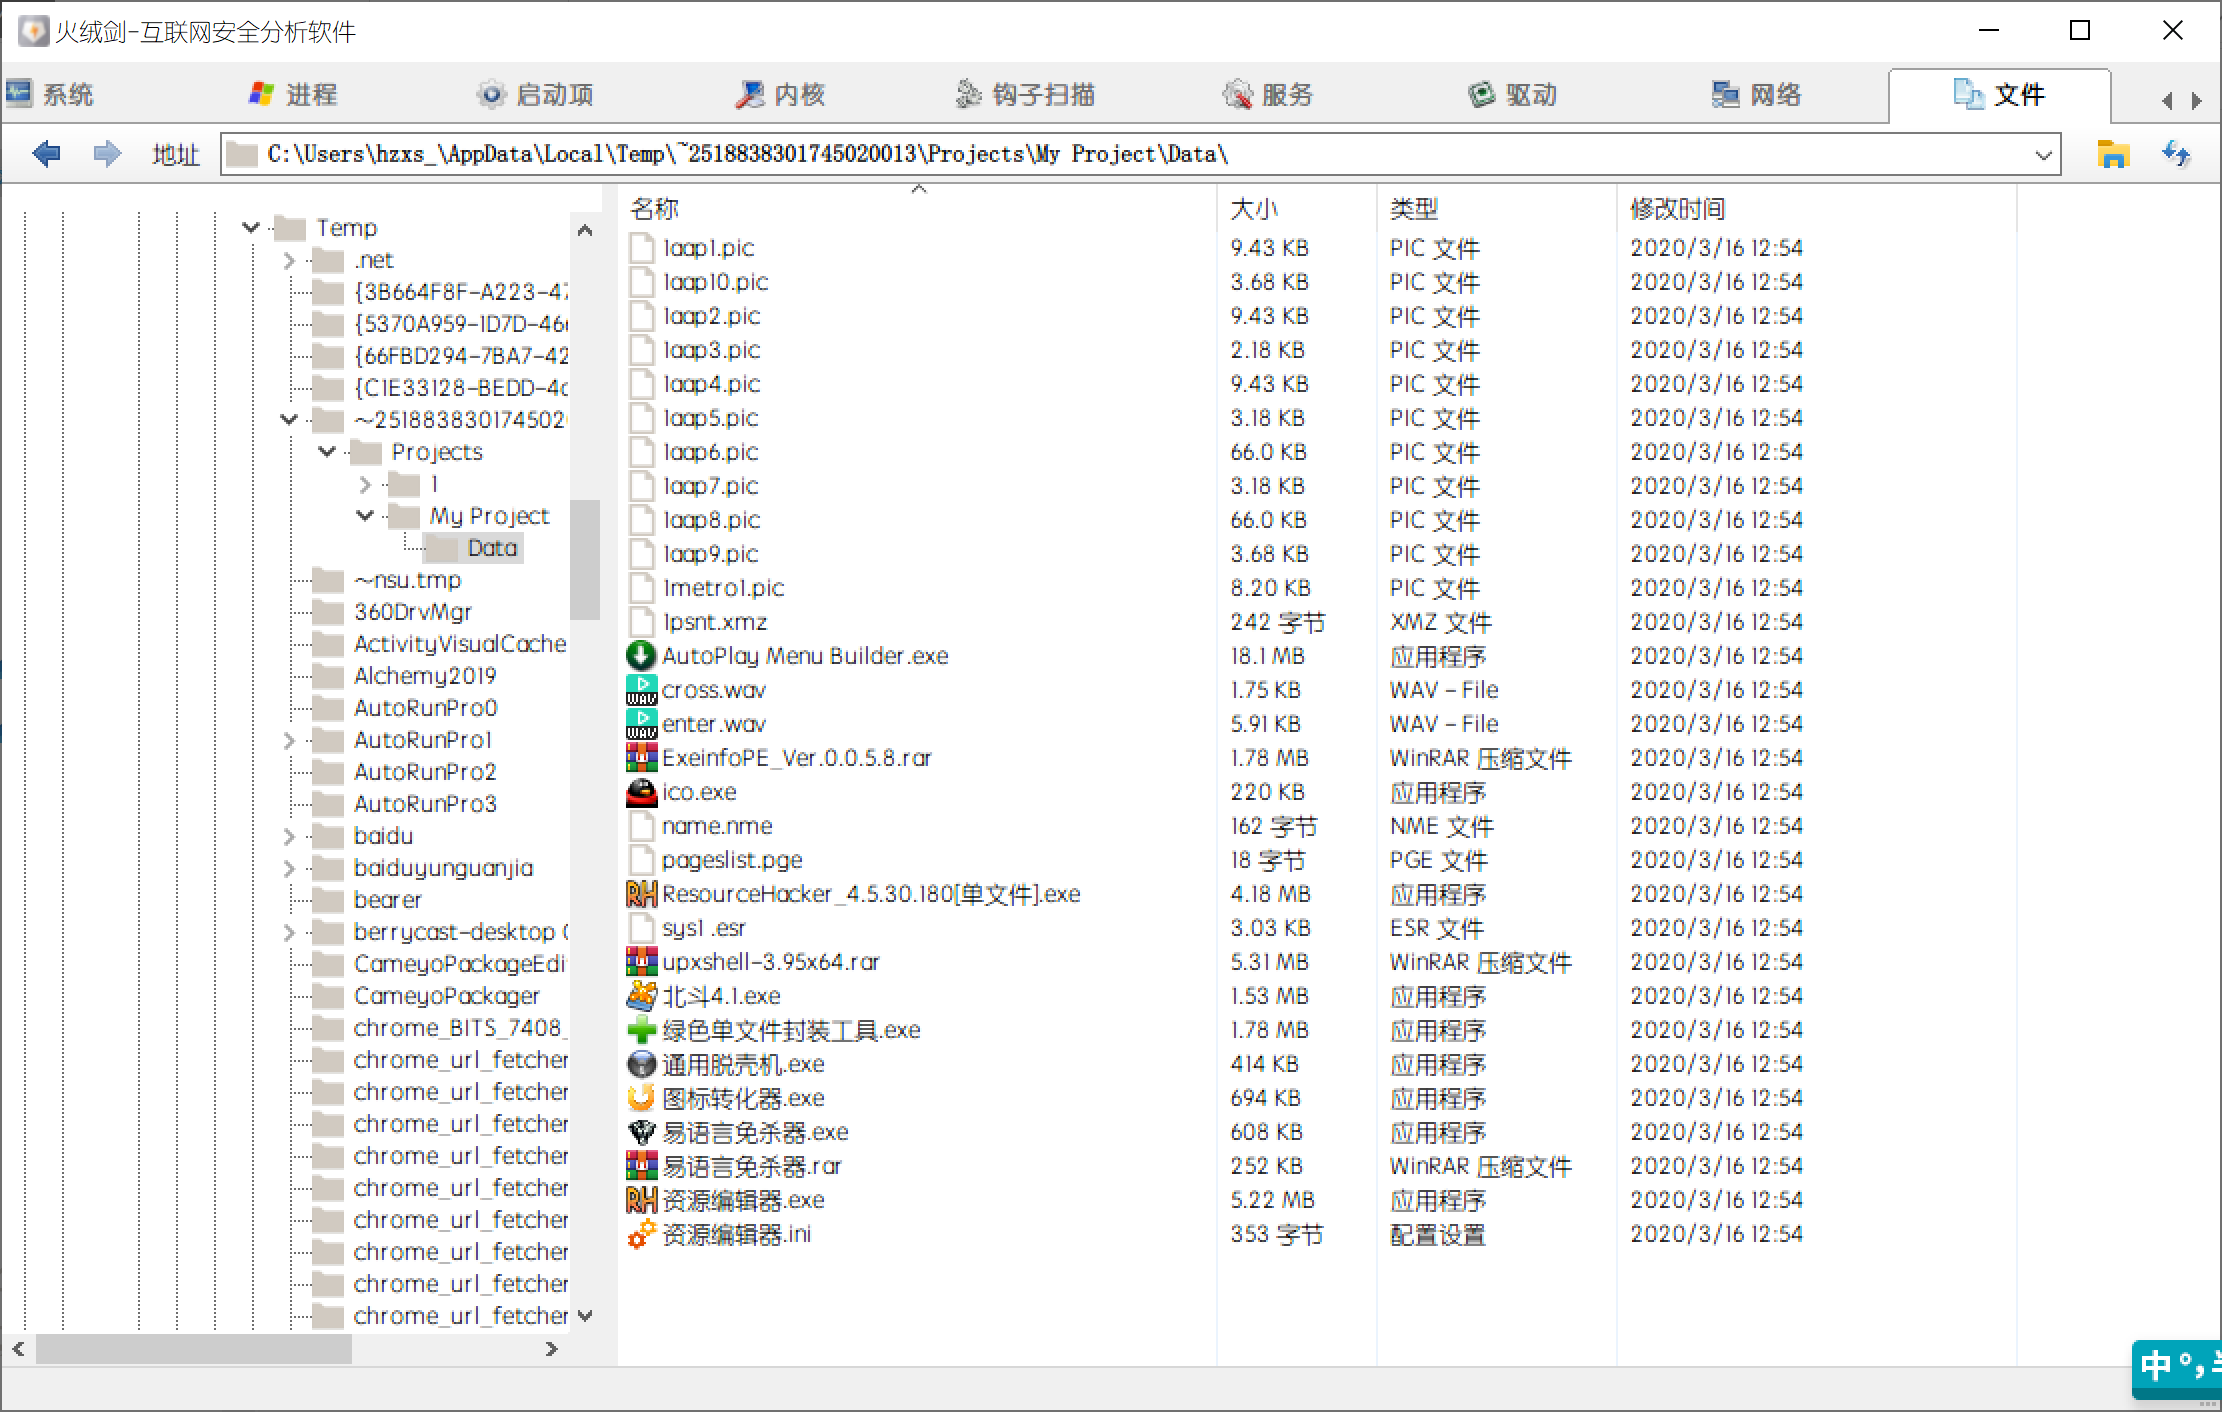 火绒剑-互联网安全分析软件
系统 进程 启动项 内核 钩子扫描 服务 驱动 网络 文件
地址 C:\Users\hzxs_\AppData\Local\Temp\~2518838301745020013\Projects\My Project\Data\
名称 大小 类型 修改时间
Temp
.net
{3B664F8F-A223-47
{5370A959-1D7D-46
{66FBD294-7BA7-42
{C1E33128-BEDD-4c
~251883830174502
Projects
1
My Project
Data
~nsu.tmp
360DrvMgr
ActivityVisualCache
Alchemy2019
AutoRunPro0
AutoRunPro1
AutoRunPro2
AutoRunPro3
baidu
baiduyunguanjia
bearer
berrycast-desktop
CameyoPackageEdi
CameyoPackager
chrome_BITS_7408_
chrome_url_fetcher
chrome_url_fetcher
chrome_url_fetcher
chrome_url_fetcher
chrome_url_fetcher
chrome_url_fetcher
chrome_url_fetcher
chrome_url_fetcher
chrome_url_fetcher
1aap1.pic 9.43 KB PIC 文件 2020/3/16 12:54
1aap10.pic 3.68 KB PIC 文件 2020/3/16 12:54
1aap2.pic 9.43 KB PIC 文件 2020/3/16 12:54
1aap3.pic 2.18 KB PIC 文件 2020/3/16 12:54
1aap4.pic 9.43 KB PIC 文件 2020/3/16 12:54
1aap5.pic 3.18 KB PIC 文件 2020/3/16 12:54
1aap6.pic 66.0 KB PIC 文件 2020/3/16 12:54
1aap7.pic 3.18 KB PIC 文件 2020/3/16 12:54
1aap8.pic 66.0 KB PIC 文件 2020/3/16 12:54
1aap9.pic 3.68 KB PIC 文件 2020/3/16 12:54
1metro1.pic 8.20 KB PIC 文件 2020/3/16 12:54
1psnt.xmz 242 字节 XMZ 文件 2020/3/16 12:54
AutoPlay Menu Builder.exe 18.1 MB 应用程序 2020/3/16 12:54
cross.wav 1.75 KB WAV - File 2020/3/16 12:54
enter.wav 5.91 KB WAV - File 2020/3/16 12:54
ExeinfoPE_Ver.0.0.5.8.rar 1.78 MB WinRAR 压缩文件 2020/3/16 12:54
ico.exe 220 KB 应用程序 2020/3/16 12:54
name.nme 162 字节 NME 文件 2020/3/16 12:54
pageslist.pge 18 字节 PGE 文件 2020/3/16 12:54
ResourceHacker_4.5.30.180[单文件].exe 4.18 MB 应用程序 2020/3/16 12:54
sys1 .esr 3.03 KB ESR 文件 2020/3/16 12:54
upxshell-3.95x64.rar 5.31 MB WinRAR 压缩文件 2020/3/16 12:54
北斗4.1.exe 1.53 MB 应用程序 2020/3/16 12:54
绿色单文件封装工具.exe 1.78 MB 应用程序 2020/3/16 12:54
通用脱壳机.exe 414 KB 应用程序 2020/3/16 12:54
图标转化器.exe 694 KB 应用程序 2020/3/16 12:54
易语言免杀器.exe 608 KB 应用程序 2020/3/16 12:54
易语言免杀器.rar 252 KB WinRAR 压缩文件 2020/3/16 12:54
资源编辑器.exe 5.22 MB 应用程序 2020/3/16 12:54
资源编辑器.ini 353 字节 配置设置 2020/3/16 12:54
中 °,